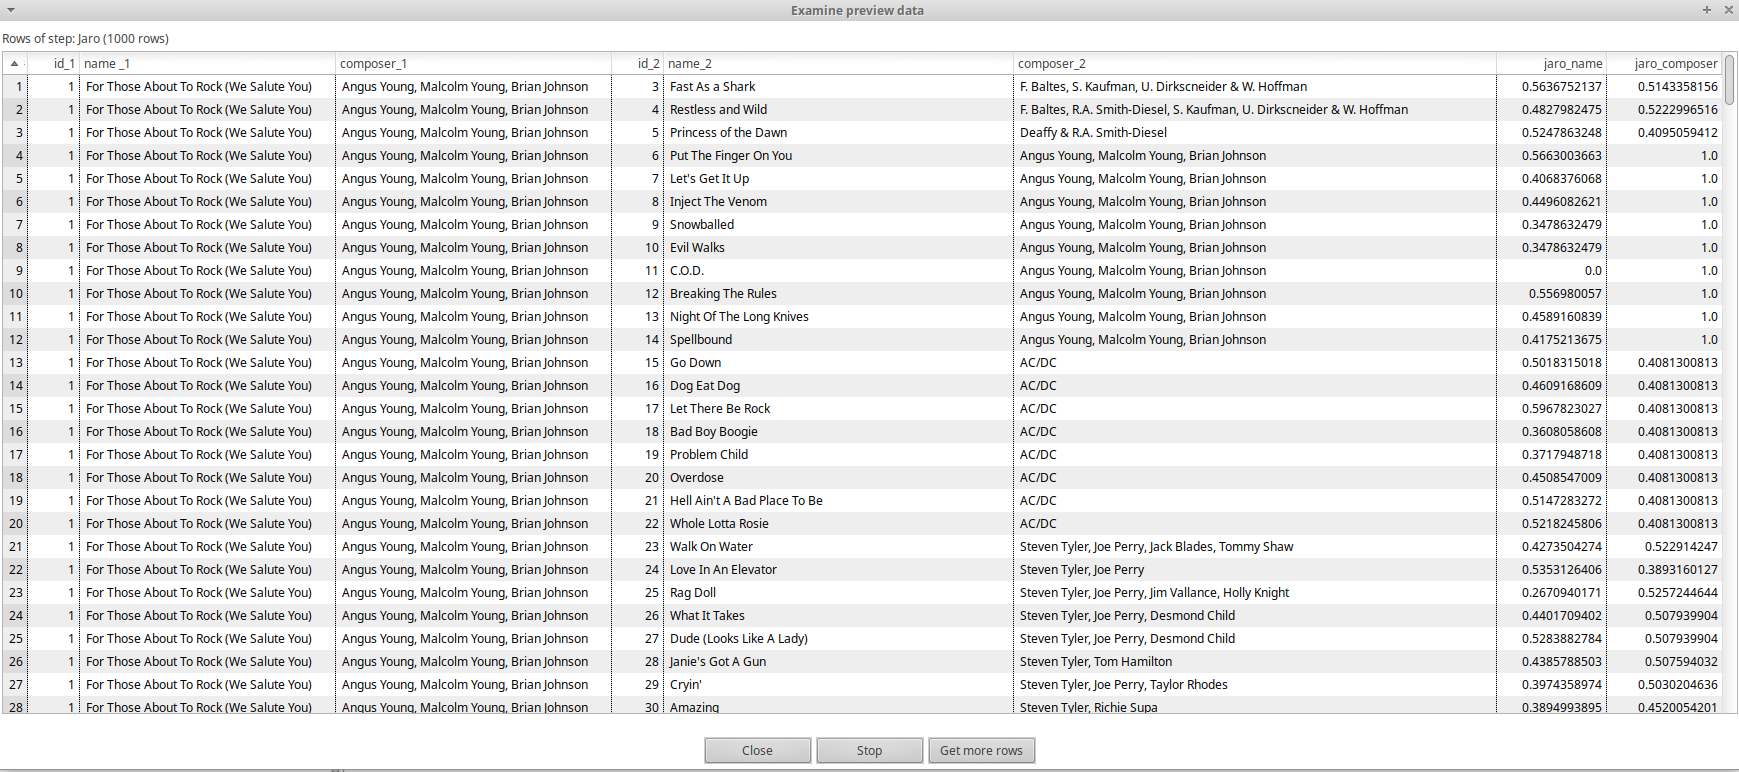 Examine preview data
Rows of step: Jaro (1000 rows)
id_1 name _1 composer_1 id_2 name_2 composer_2 jaro_name jaro_composer
1 1 For Those About To Rock (We Salute You) Angus Young, Malcolm Young, Brian Johnson 3 Fast As a Shark F. Baltes, S. Kaufman, U. Dirkscneider & W. Hoffman 0.5636752137 0.5143358156
2 1 For Those About To Rock (We Salute You) Angus Young, Malcolm Young, Brian Johnson 4 Restless and Wild F. Baltes, R.A. Smith-Diesel, S. Kaufman, U. Dirkscneider & W. Hoffman 0.4827982475 0.5222996516
3 1 For Those About To Rock (We Salute You) Angus Young, Malcolm Young, Brian Johnson 5 Princess of the Dawn Deaffy & R.A. Smith-Diesel 0.5247863248 0.4095059412
4 1 For Those About To Rock (We Salute You) Angus Young, Malcolm Young, Brian Johnson 6 Put The Finger On You Angus Young, Malcolm Young, Brian Johnson 0.5663003663 1.0
5 1 For Those About To Rock (We Salute You) Angus Young, Malcolm Young, Brian Johnson 7 Let's Get It Up Angus Young, Malcolm Young, Brian Johnson 0.4068376068 1.0
6 1 For Those About To Rock (We Salute You) Angus Young, Malcolm Young, Brian Johnson 8 Inject The Venom Angus Young, Malcolm Young, Brian Johnson 0.4496082621 1.0
7 1 For Those About To Rock (We Salute You) Angus Young, Malcolm Young, Brian Johnson 9 Snowballed Angus Young, Malcolm Young, Brian Johnson 0.3478632479 1.0
8 1 For Those About To Rock (We Salute You) Angus Young, Malcolm Young, Brian Johnson 10 Evil Walks Angus Young, Malcolm Young, Brian Johnson 0.3478632479 1.0
9 1 For Those About To Rock (We Salute You) Angus Young, Malcolm Young, Brian Johnson 11 C.O.D. Angus Young, Malcolm Young, Brian Johnson 0.0 1.0
10 1 For Those About To Rock (We Salute You) Angus Young, Malcolm Young, Brian Johnson 12 Breaking The Rules Angus Young, Malcolm Young, Brian Johnson 0.556980057 1.0
11 1 For Those About To Rock (We Salute You) Angus Young, Malcolm Young, Brian Johnson 13 Night Of The Long Knives Angus Young, Malcolm Young, Brian Johnson 0.4589160839 1.0
12 1 For Those About To Rock (We Salute You) Angus Young, Malcolm Young, Brian Johnson 14 Spellbound Angus Young, Malcolm Young, Brian Johnson 0.4175213675 1.0
13 1 For Those About To Rock (We Salute You) Angus Young, Malcolm Young, Brian Johnson 15 Go Down AC/DC 0.5018315018 0.4081300813
14 1 For Those About To Rock (We Salute You) Angus Young, Malcolm Young, Brian Johnson 16 Dog Eat Dog AC/DC 0.4609168609 0.4081300813
15 1 For Those About To Rock (We Salute You) Angus Young, Malcolm Young, Brian Johnson 17 Let There Be Rock AC/DC 0.5967823027 0.4081300813
16 1 For Those About To Rock (We Salute You) Angus Young, Malcolm Young, Brian Johnson 18 Bad Boy Boogie AC/DC 0.3608058608 0.4081300813
17 1 For Those About To Rock (We Salute You) Angus Young, Malcolm Young, Brian Johnson 19 Problem Child AC/DC 0.3717948718 0.4081300813
18 1 For Those About To Rock (We Salute You) Angus Young, Malcolm Young, Brian Johnson 20 Overdose AC/DC 0.4508547009 0.4081300813
19 1 For Those About To Rock (We Salute You) Angus Young, Malcolm Young, Brian Johnson 21 Hell Ain't A Bad Place To Be AC/DC 0.5147283272 0.4081300813
20 1 For Those About To Rock (We Salute You) Angus Young, Malcolm Young, Brian Johnson 22 Whole Lotta Rosie AC/DC 0.5218245806 0.4081300813
21 1 For Those About To Rock (We Salute You) Angus Young, Malcolm Young, Brian Johnson 23 Walk On Water Steven Tyler, Joe Perry, Jack Blades, Tommy Shaw 0.4273504274 0.522914247
22 1 For Those About To Rock (We Salute You) Angus Young, Malcolm Young, Brian Johnson 24 Love In An Elevator Steven Tyler, Joe Perry 0.5353126406 0.3893160127
23 1 For Those About To Rock (We Salute You) Angus Young, Malcolm Young, Brian Johnson 25 Rag Doll Steven Tyler, Joe Perry, Jim Vallance, Holly Knight 0.2670940171 0.5257244644
24 1 For Those About To Rock (We Salute You) Angus Young, Malcolm Young, Brian Johnson 26 What It Takes Steven Tyler, Joe Perry, Desmond Child 0.4401709402 0.507939904
25 1 For Those About To Rock (We Salute You) Angus Young, Malcolm Young, Brian Johnson 27 Dude (Looks Like A Lady) Steven Tyler, Joe Perry, Desmond Child 0.5283882784 0.507939904
26 1 For Those About To Rock (We Salute You) Angus Young, Malcolm Young, Brian Johnson 28 Janie's Got A Gun Steven Tyler, Tom Hamilton 0.4385788503 0.507594032
27 1 For Those About To Rock (We Salute You) Angus Young, Malcolm Young, Brian Johnson 29 Cryin' Steven Tyler, Joe Perry, Taylor Rhodes 0.3974358974 0.5030204636
28 1 For Those About To Rock (We Salute You) Angus Young, Malcolm Young, Brian Johnson 30 Amazing Steven Tyler, Richie Supa 0.3894993895 0.4520054201
Close Stop Get more rows